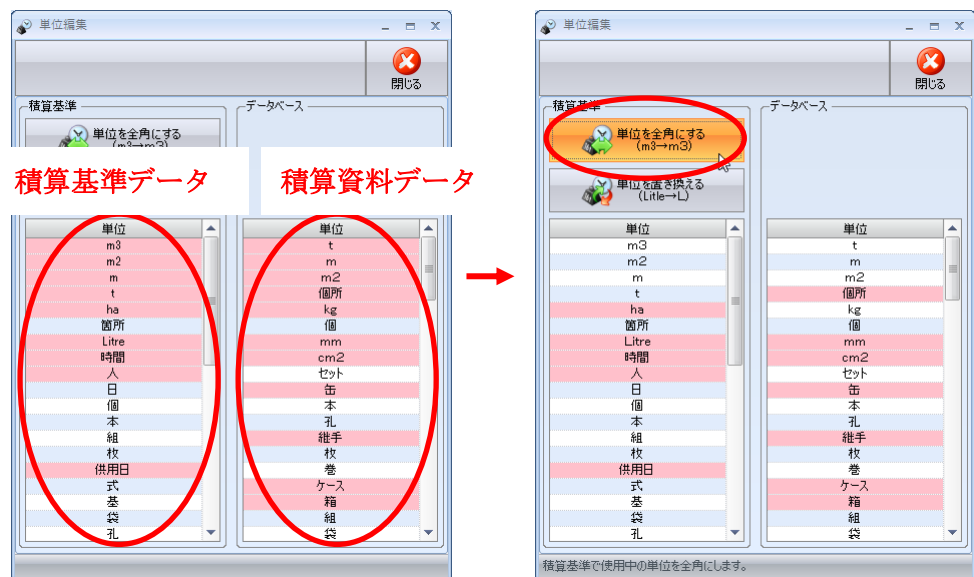 単位編集
閉じる
積算基準
単位を全角にする
(m3→m3)
データベース
積算基準データ
積算資料データ
単位
m3
m2
m
t
ha
箇所
Litre
時間
人
日
個
本
組
枚
供用日
式
基
袋
孔
単位
t
m
m2
個所
kg
個
mm
cm2
セット
缶
本
孔
継手
枚
巻
ケース
箱
組
袋
単位編集
閉じる
積算基準
単位を全角にする
(m3→m3)
単位を置き換える
(Litle→L)
データベース
単位
m3
m2
m
t
ha
箇所
Litre
時間
人
日
個
本
組
枚
供用日
式
基
袋
孔
単位
t
m
m2
個所
kg
個
mm
cm2
セット
缶
本
孔
継手
枚
巻
ケース
箱
組
袋
積算基準で使用中の単位を全角にします。